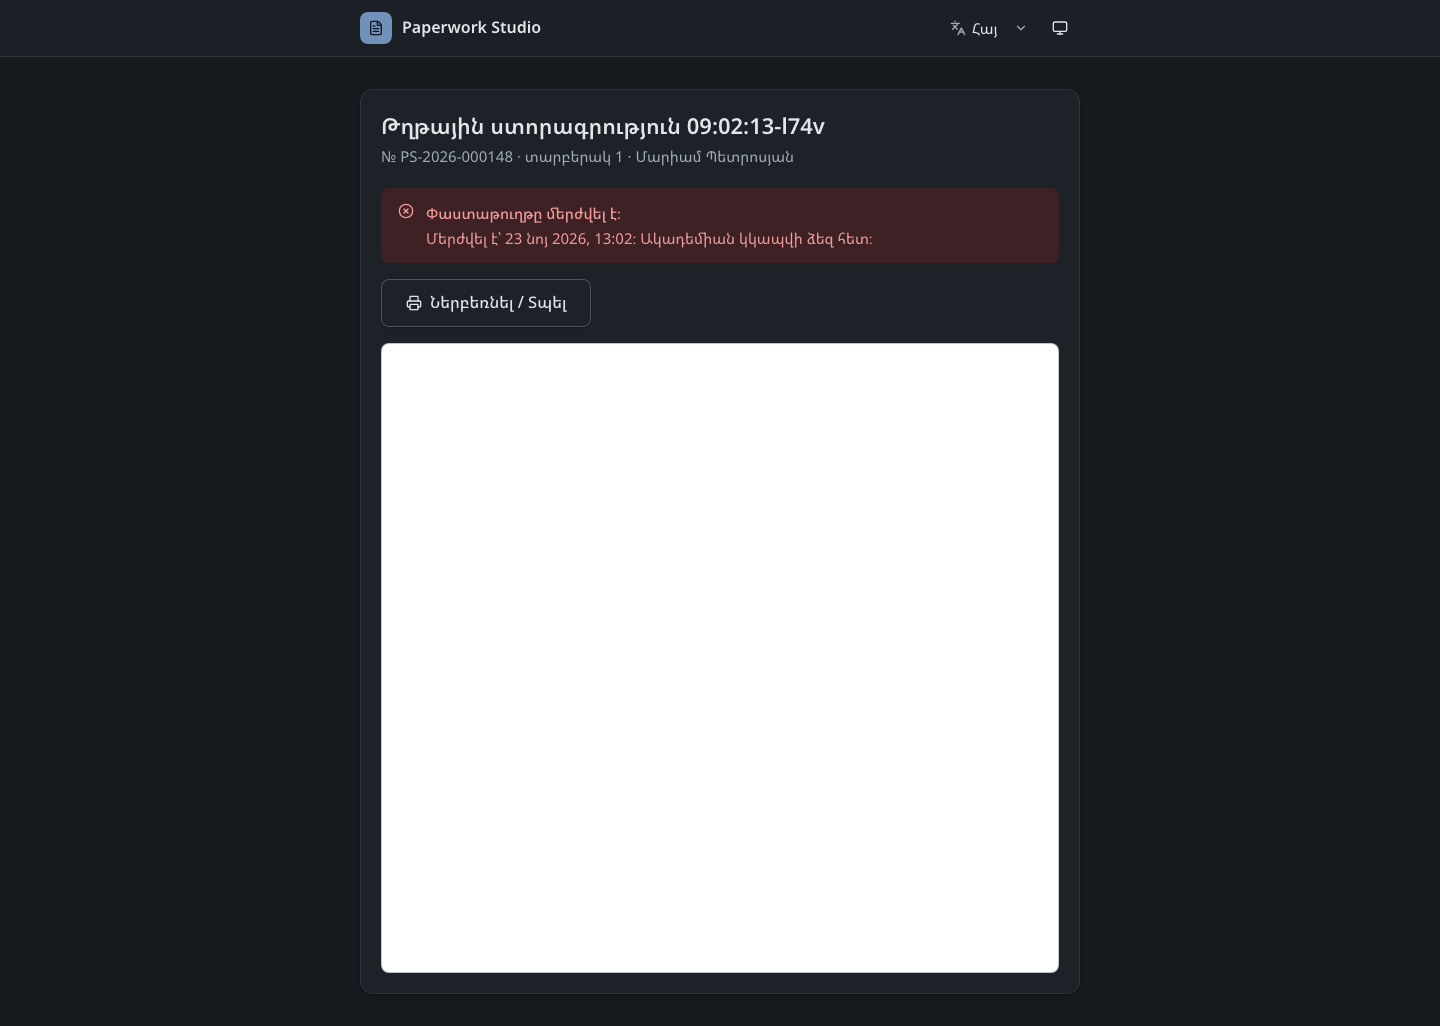 Paperwork Studio
Հայ
Թղթային ստորագրություն 09:02:13-l74v
№ PS-2026-000148 · տարբերակ 1 · Մարիամ Պետրոսյան
Փաստաթուղթը մերժվել է:
Մերժվել է՝ 23 նոյ 2026, 13:02: Ակադեմիան կկապվի ձեզ հետ:
Ներբեռնել / Տպել